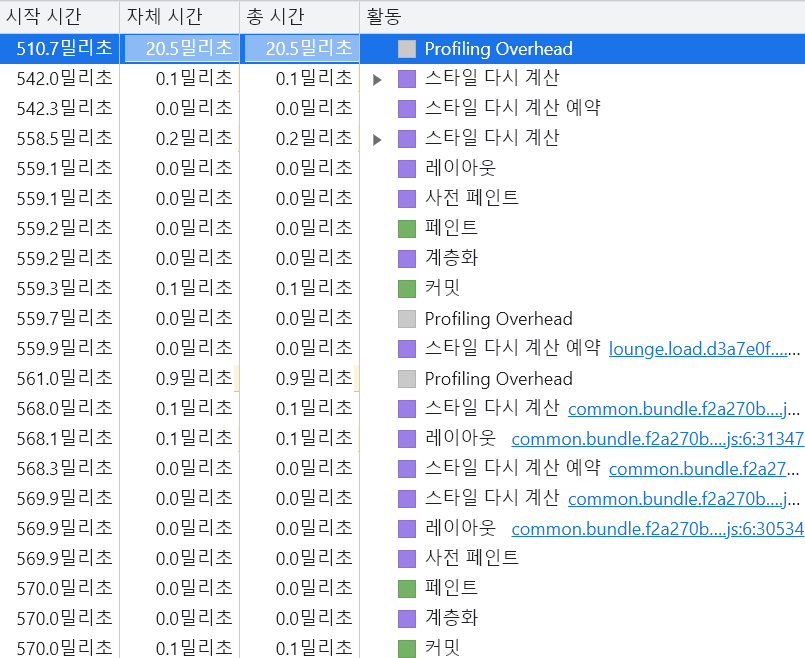 시작 시간 자체 시간 총 시간 활동
510.7밀리초 20.5밀리초 20.5밀리초 Profiling Overhead
542.0밀리초 0.1밀리초 0.1밀리초 스타일 다시 계산
542.3밀리초 0.0밀리초 0.0밀리초 스타일 다시 계산 예약
558.5밀리초 0.2밀리초 0.2밀리초 스타일 다시 계산
559.1밀리초 0.0밀리초 0.0밀리초 레이아웃
559.1밀리초 0.0밀리초 0.0밀리초 사전 페인트
559.2밀리초 0.0밀리초 0.0밀리초 페인트
559.2밀리초 0.0밀리초 0.0밀리초 계층화
559.3밀리초 0.1밀리초 0.1밀리초 커밋
559.7밀리초 0.0밀리초 0.0밀리초 Profiling Overhead
559.9밀리초 0.0밀리초 0.0밀리초 스타일 다시 계산 예약 lounge.load.d3a7e0f....…
561.0밀리초 0.9밀리초 0.9밀리초 Profiling Overhead
568.0밀리초 0.1밀리초 0.1밀리초 스타일 다시 계산 common.bundle.f2a270b....j…
568.1밀리초 0.1밀리초 0.1밀리초 레이아웃 common.bundle.f2a270b....js:6:31347
568.3밀리초 0.0밀리초 0.0밀리초 스타일 다시 계산 예약 common.bundle.f2a27…
569.9밀리초 0.0밀리초 0.0밀리초 스타일 다시 계산 common.bundle.f2a270b....j…
569.9밀리초 0.0밀리초 0.0밀리초 레이아웃 common.bundle.f2a270b....js:6:30534
569.9밀리초 0.0밀리초 0.0밀리초 사전 페인트
570.0밀리초 0.0밀리초 0.0밀리초 페인트
570.0밀리초 0.0밀리초 0.0밀리초 계층화
570.0밀리초 0.1밀리초 0.1밀리초 커밋